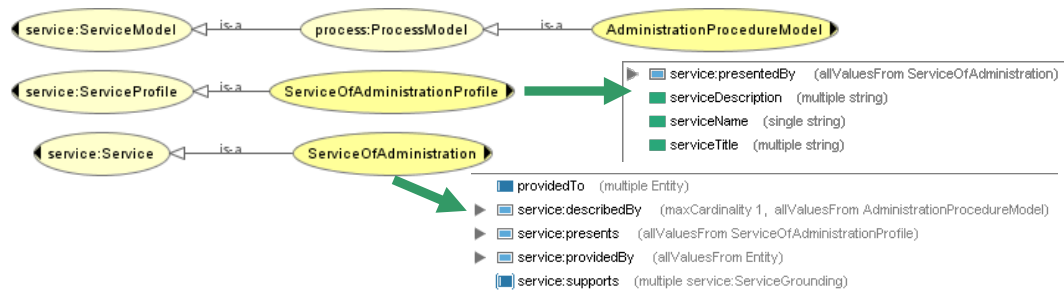 service:ServiceModel is-a process:ProcessModel is-a AdministrationProcedureModel
service:ServiceProfile is-a ServiceOfAdministrationProfile
service:presentedBy (allValuesFrom ServiceOfAdministration)
serviceDescription (multiple string)
serviceName (single string)
serviceTitle (multiple string)
service:Service is-a ServiceOfAdministration
providedTo (multiple Entity)
service:describedBy (maxCardinality 1, allValuesFrom AdministrationProcedureModel)
service:presents (allValuesFrom ServiceOfAdministrationProfile)
service:providedBy (allValuesFrom Entity)
service:supports (multiple service:ServiceGrounding)